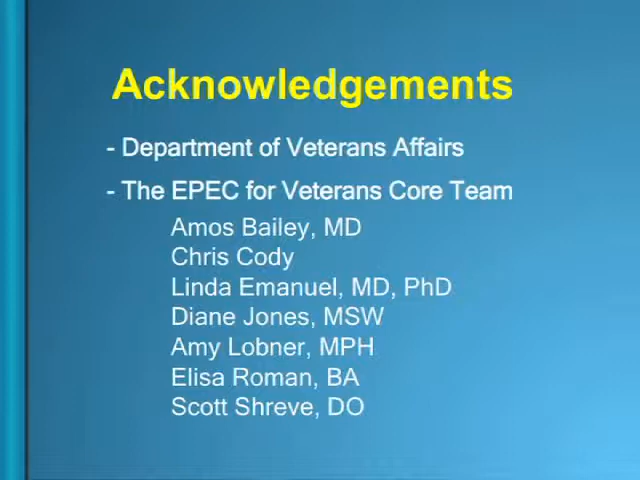 Acknowledgements
- Department of Veterans Affairs
- The EPEC for Veterans Core Team
Amos Bailey, MD
Chris Cody
Linda Emanuel, MD, PhD
Diane Jones, MSW
Amy Lobner, MPH
Elisa Roman, BA
Scott Shreve, DO